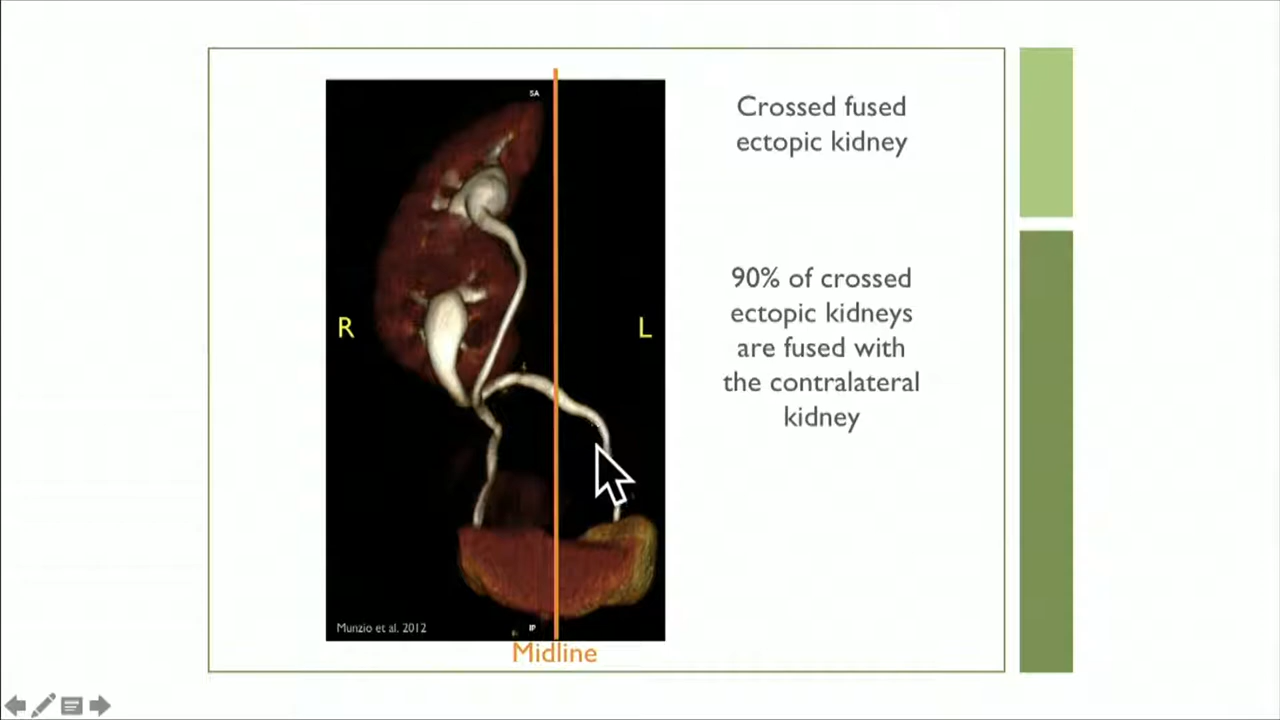 SA
Crossed fused
ectopic kidney
90% of crossed
ectopic kidneys
are fused with
the contralateral
kidney
R
L
Munzio et al. 2012
IP
Midline